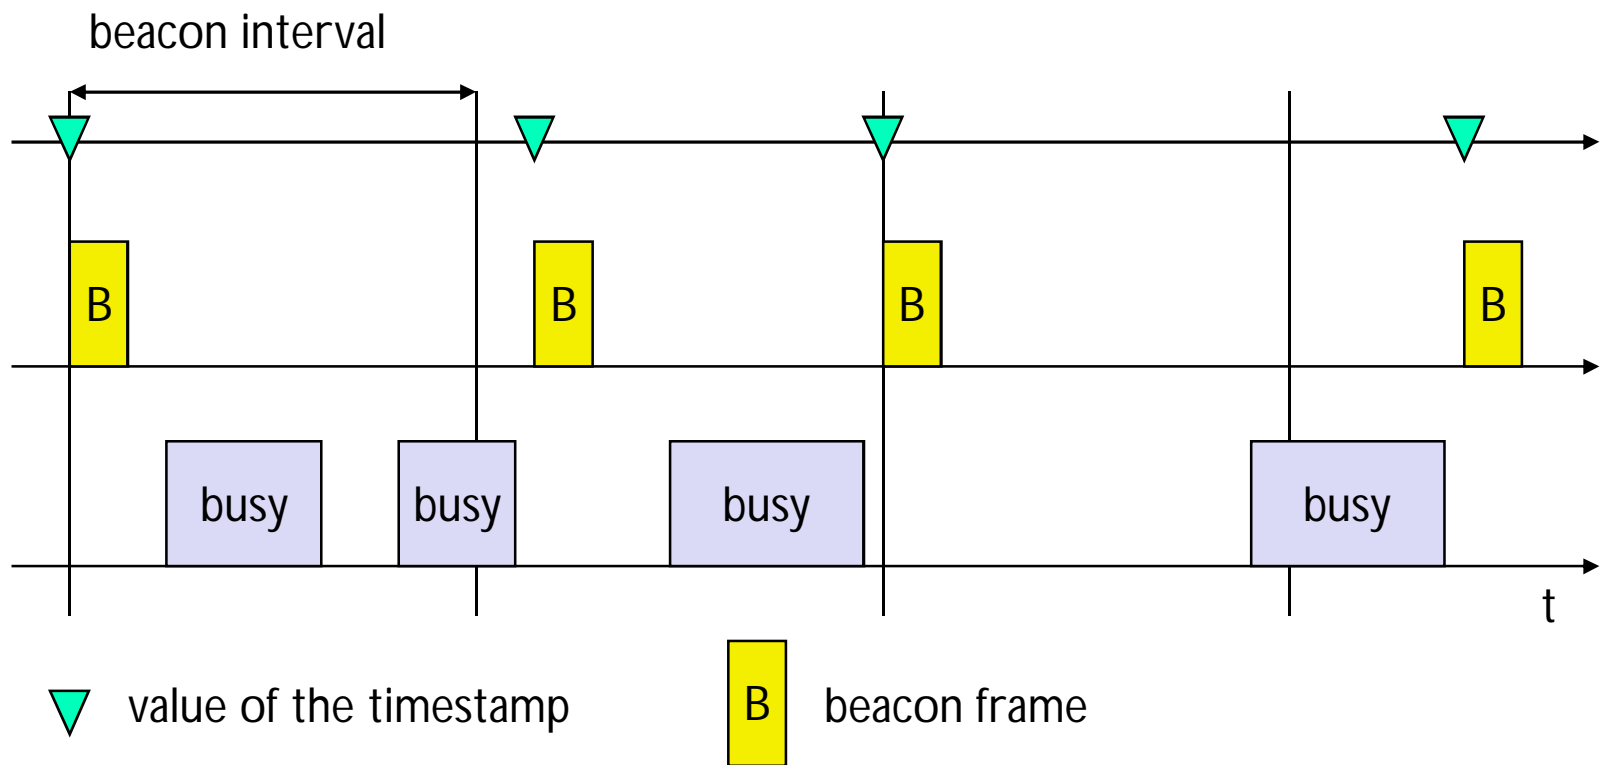 beacon interval
B B B B
busy busy busy busy
t
value of the timestamp B beacon frame